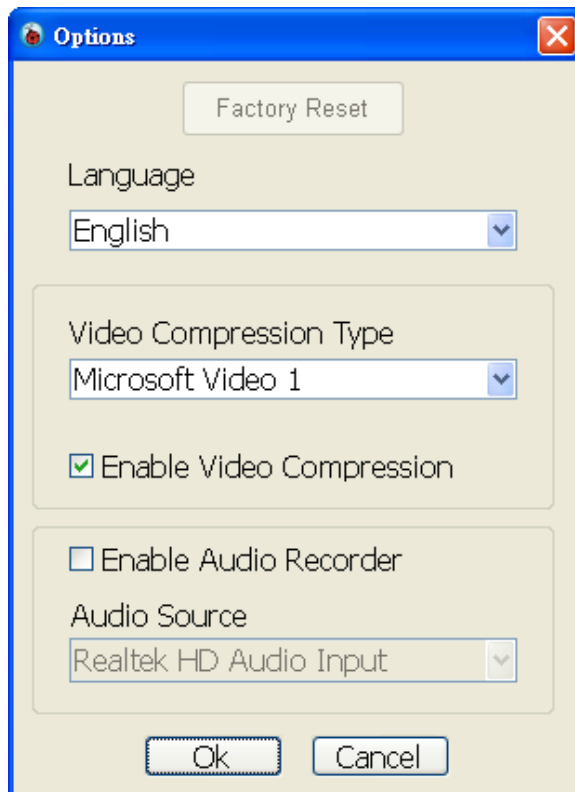 Options
Factory Reset
Language
English
Video Compression Type
Microsoft Video 1
Enable Video Compression
Enable Audio Recorder
Audio Source
Realtek HD Audio Input
Ok
Cancel